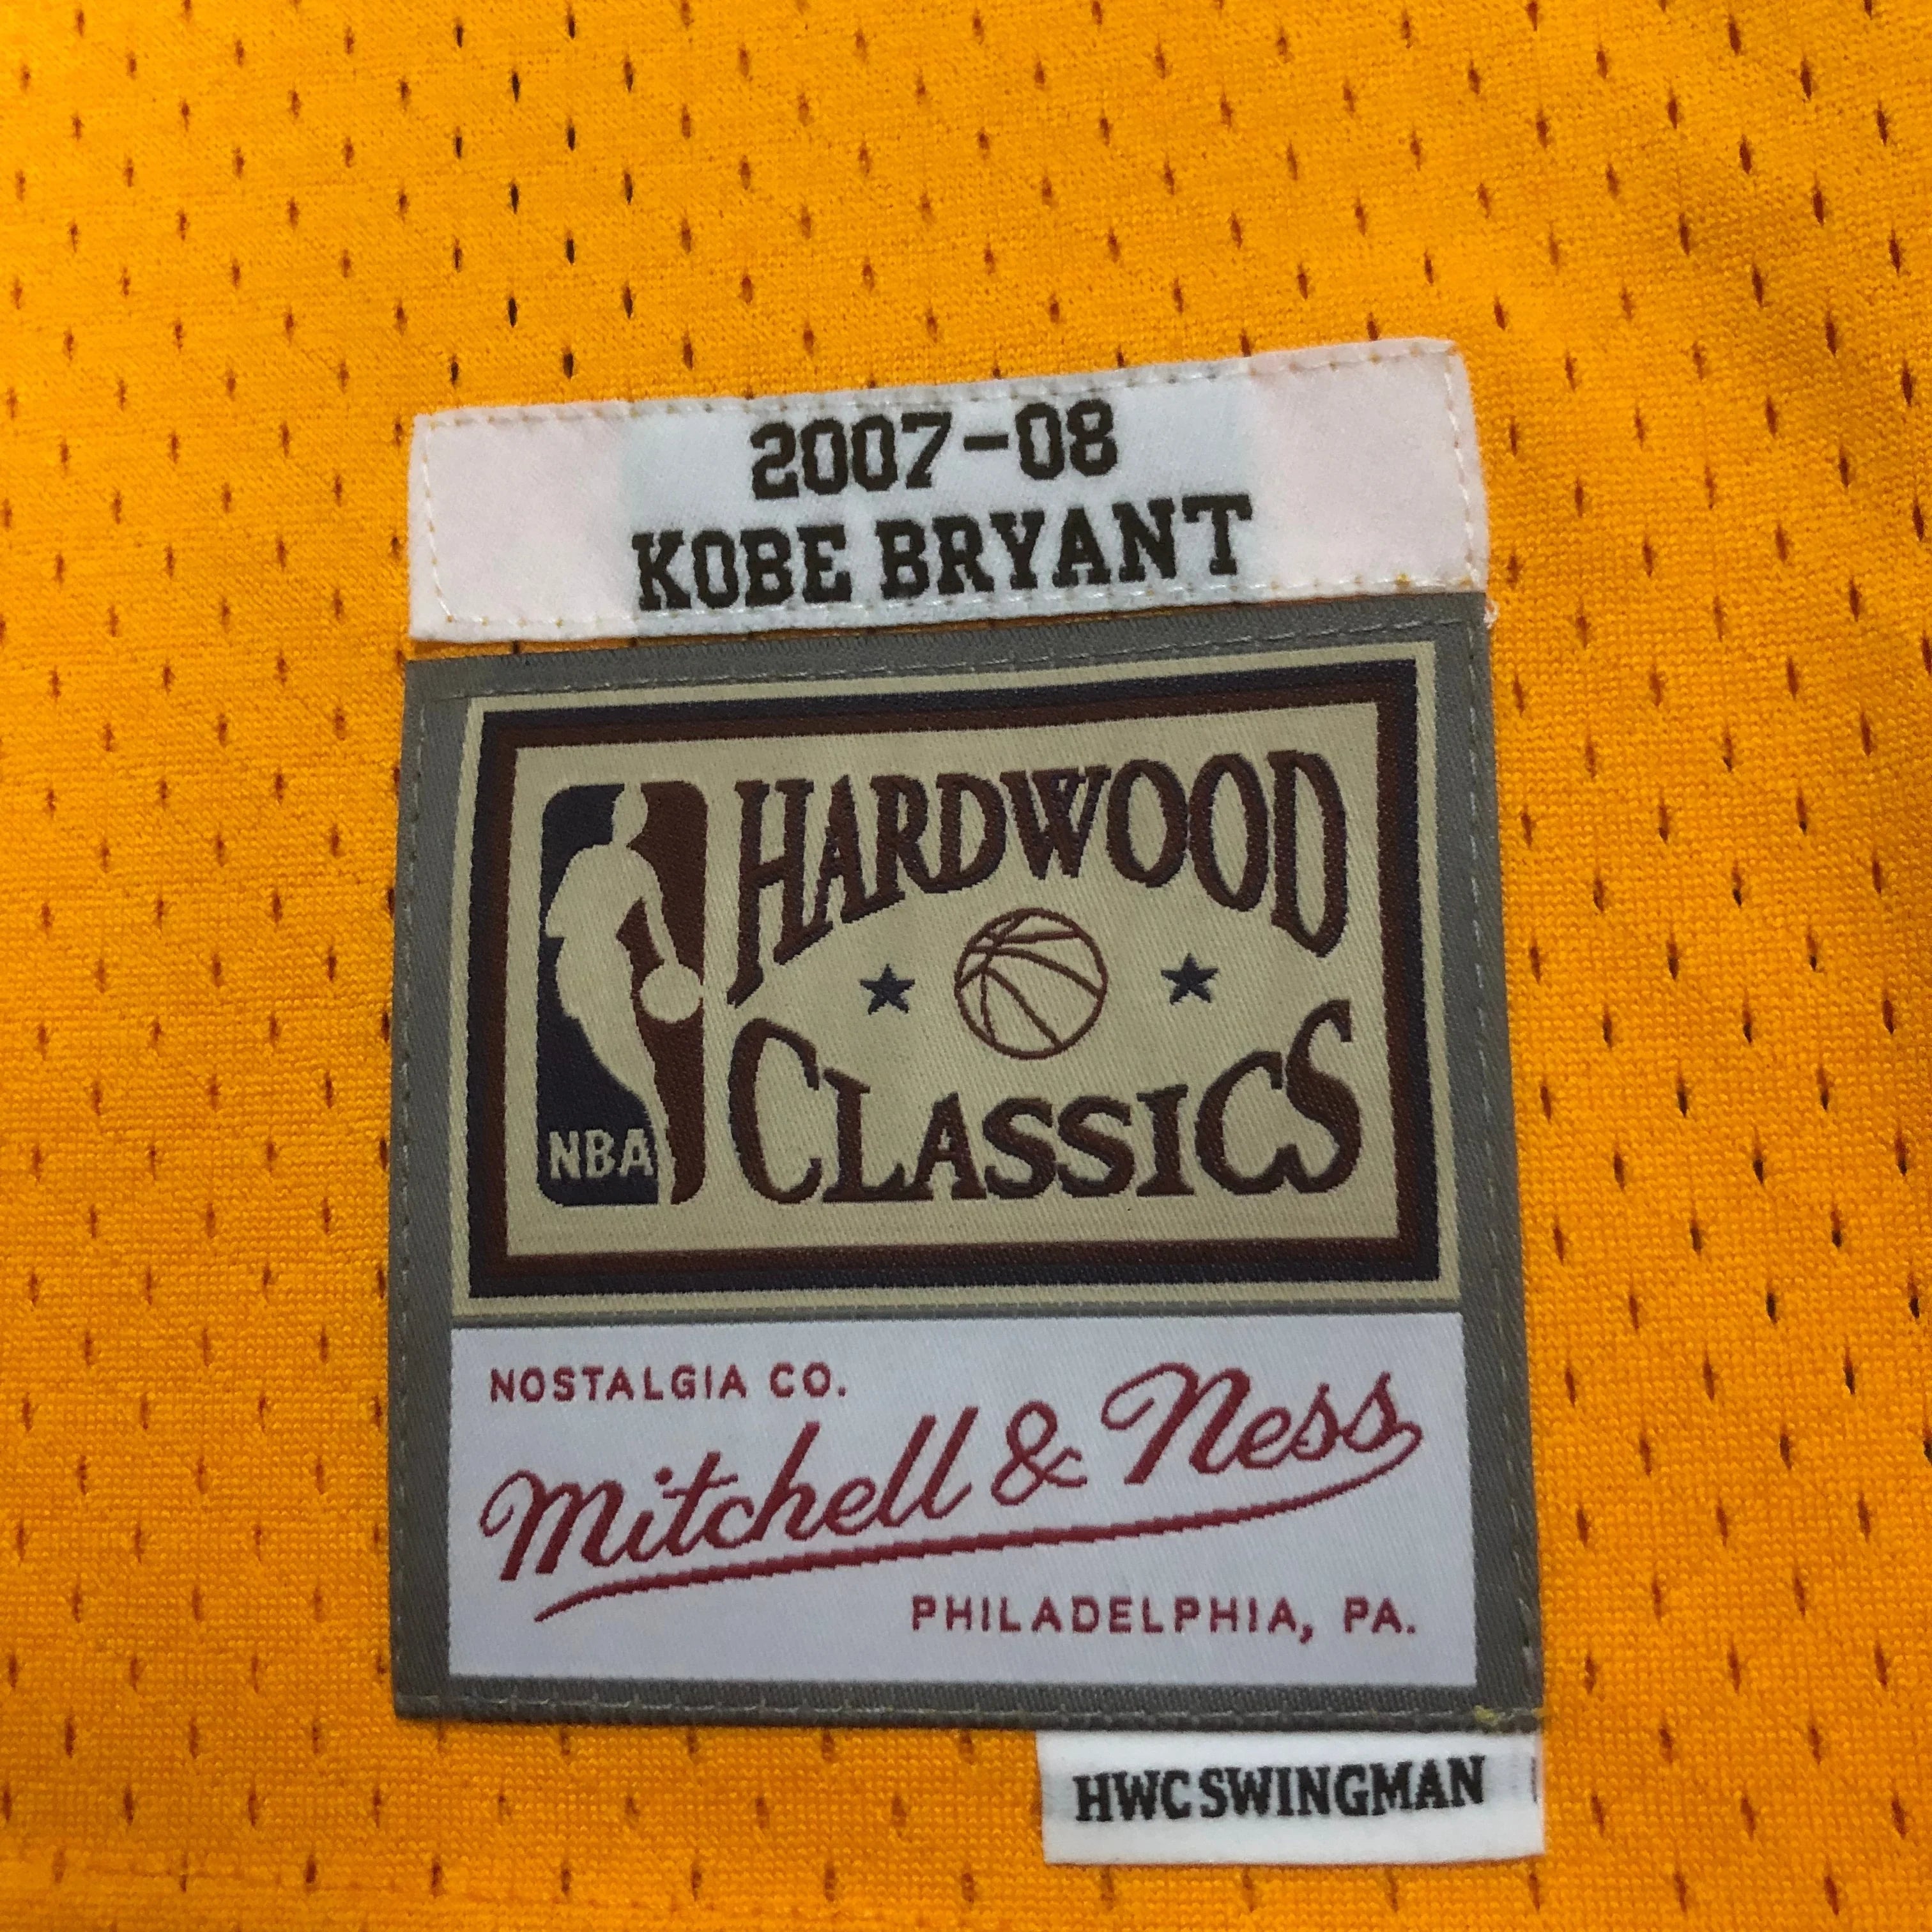 2007-08
KOBE BRYANT
HARDWOOD
CLASSICS
NBA
NOSTALGIA CO.
Mitchell & Ness
PHILADELPHIA, PA.
HWC SWINGMAN